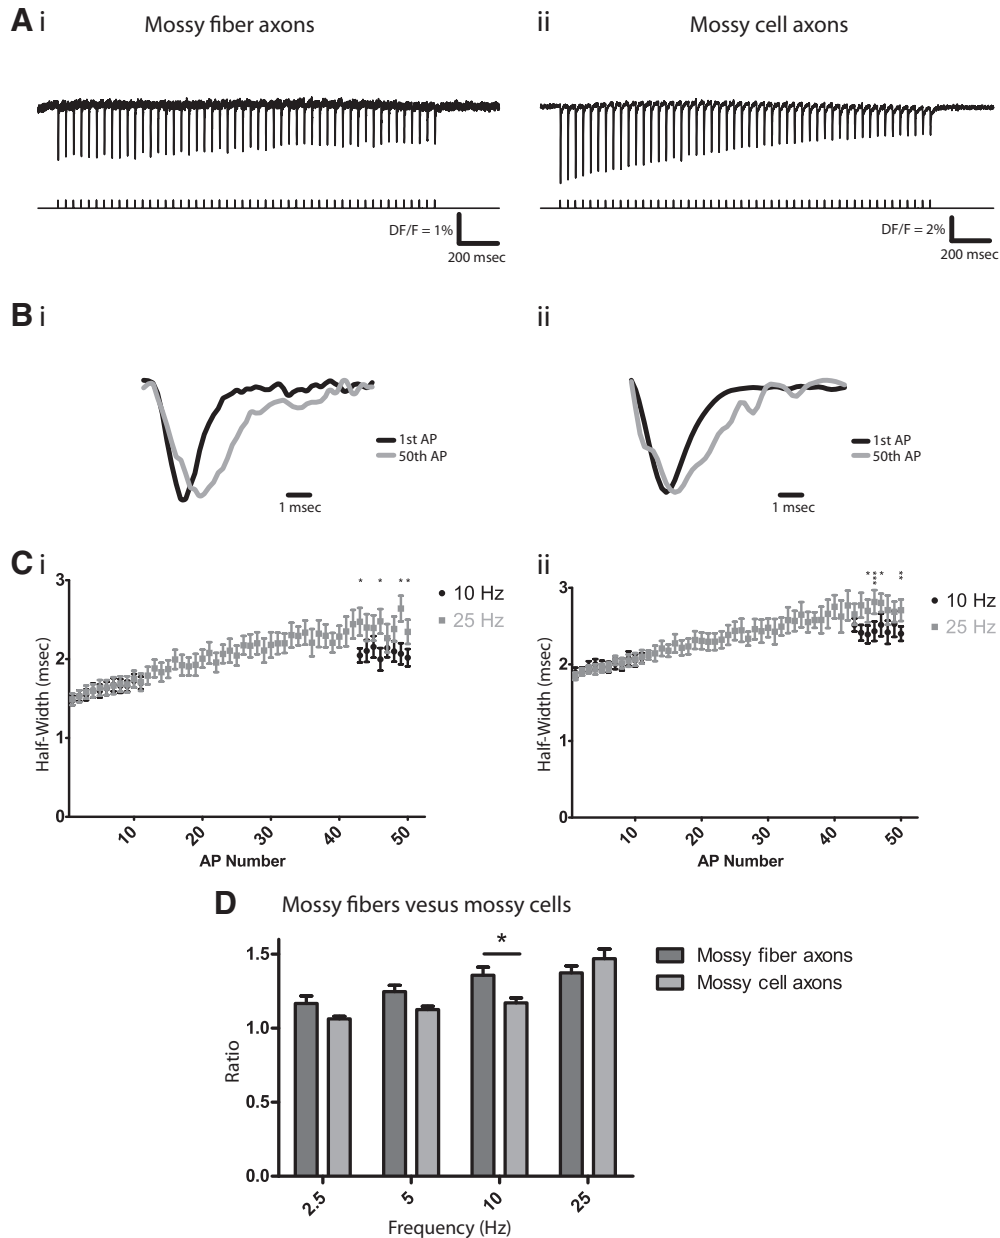 A i Mossy fiber axons
ii Mossy cell axons
DF/F = 1%
200 msec
DF/F = 2%
200 msec
B i
ii
1st AP
50th AP
1 msec
1st AP
50th AP
1 msec
C i
ii
3
2
1
0
Half-Width (msec)
* * * *
10 Hz
25 Hz
10 20 30 40 50
AP Number
3
2
1
0
Half-Width (msec)
* *** * **
10 Hz
25 Hz
10 20 30 40 50
AP Number
D Mossy fibers vesus mossy cells
1.5
1.0
0.5
0.0
Ratio
*
Mossy fiber axons
Mossy cell axons
2.5 5 10 25
Frequency (Hz)